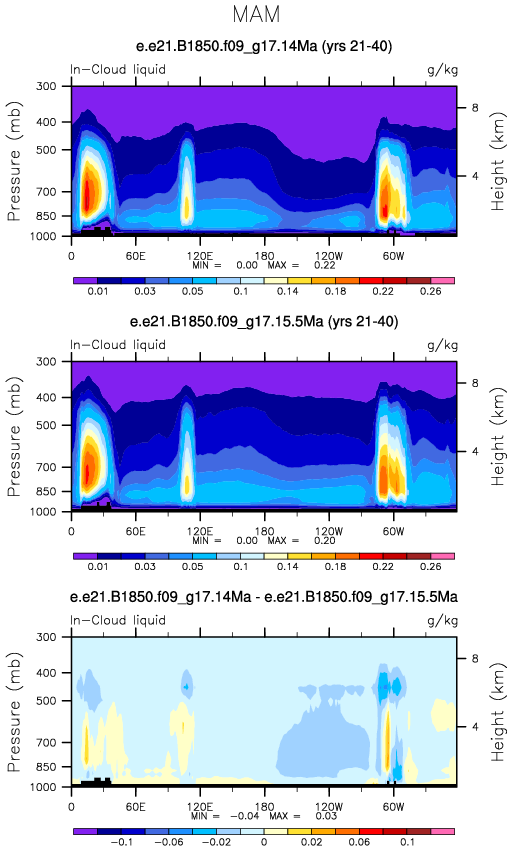 MAM
e.e21.B1850.f09_g17.14Ma (yrs 21-40)
In-Cloud liquid g/kg
Pressure (mb)
300
400
500
700
850
1000
8
4
Height (km)
0 60E 120E 180 120W 60W
MIN = 0.00 MAX = 0.22
0.01 0.03 0.05 0.1 0.14 0.18 0.22 0.26
e.e21.B1850.f09_g17.15.5Ma (yrs 21-40)
In-Cloud liquid g/kg
Pressure (mb)
300
400
500
700
850
1000
8
4
Height (km)
0 60E 120E 180 120W 60W
MIN = 0.00 MAX = 0.20
0.01 0.03 0.05 0.1 0.14 0.18 0.22 0.26
e.e21.B1850.f09_g17.14Ma - e.e21.B1850.f09_g17.15.5Ma
In-Cloud liquid g/kg
Pressure (mb)
300
400
500
700
850
1000
8
4
Height (km)
0 60E 120E 180 120W 60W
MIN = -0.04 MAX = 0.03
-0.1 -0.06 -0.02 0 0.02 0.06 0.1